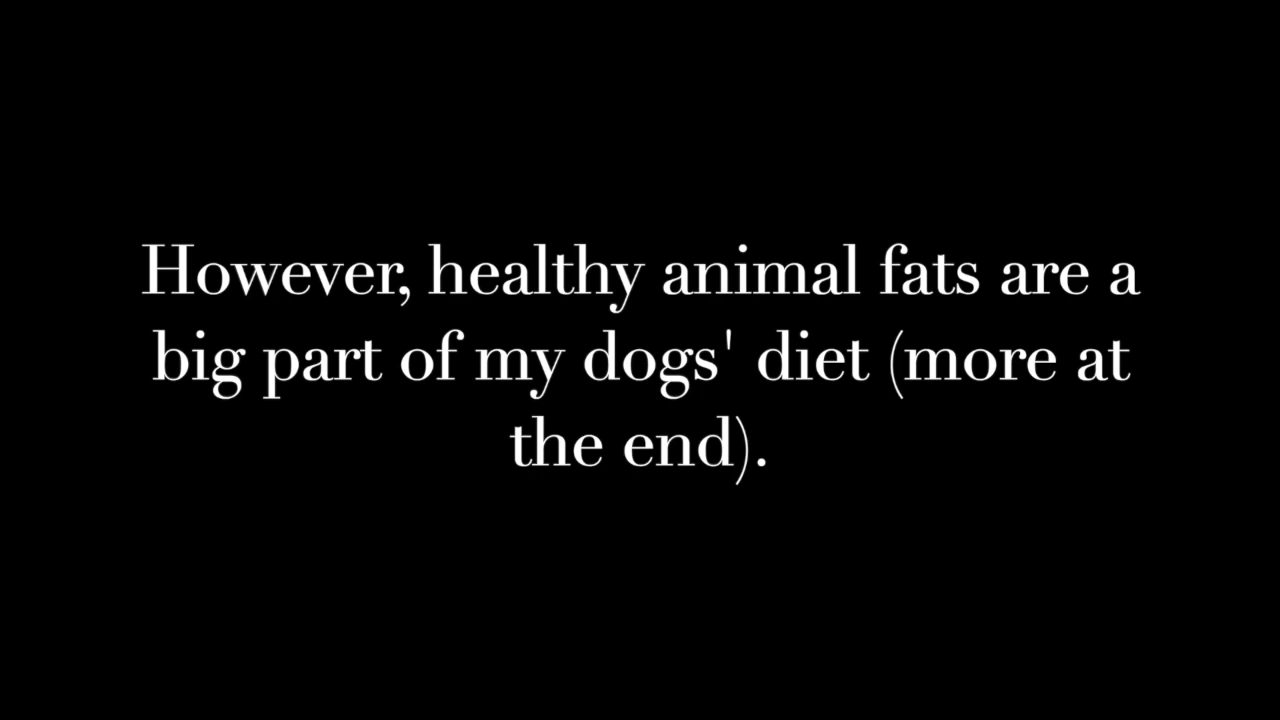 However, healthy animal fats are a
big part of my dogs' diet (more at
the end).